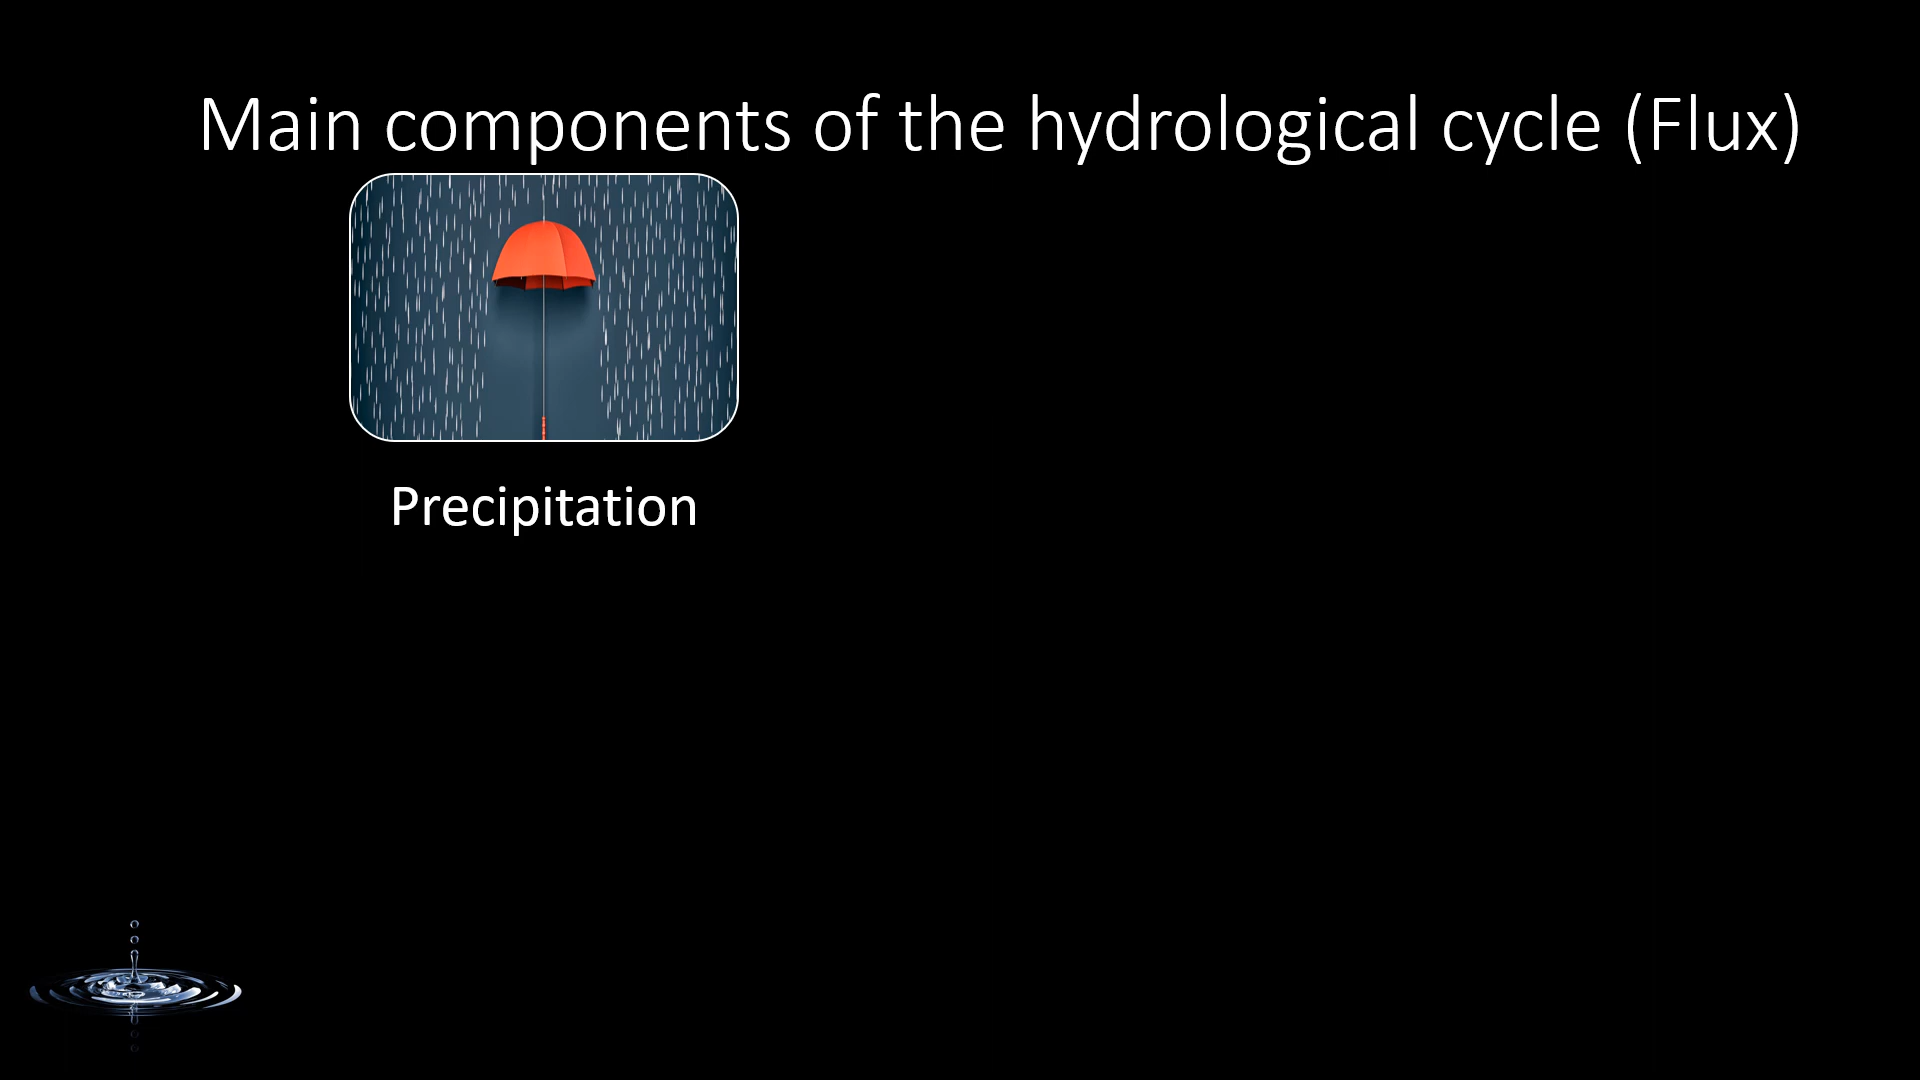 Main components of the hydrological cycle (Flux)
Precipitation